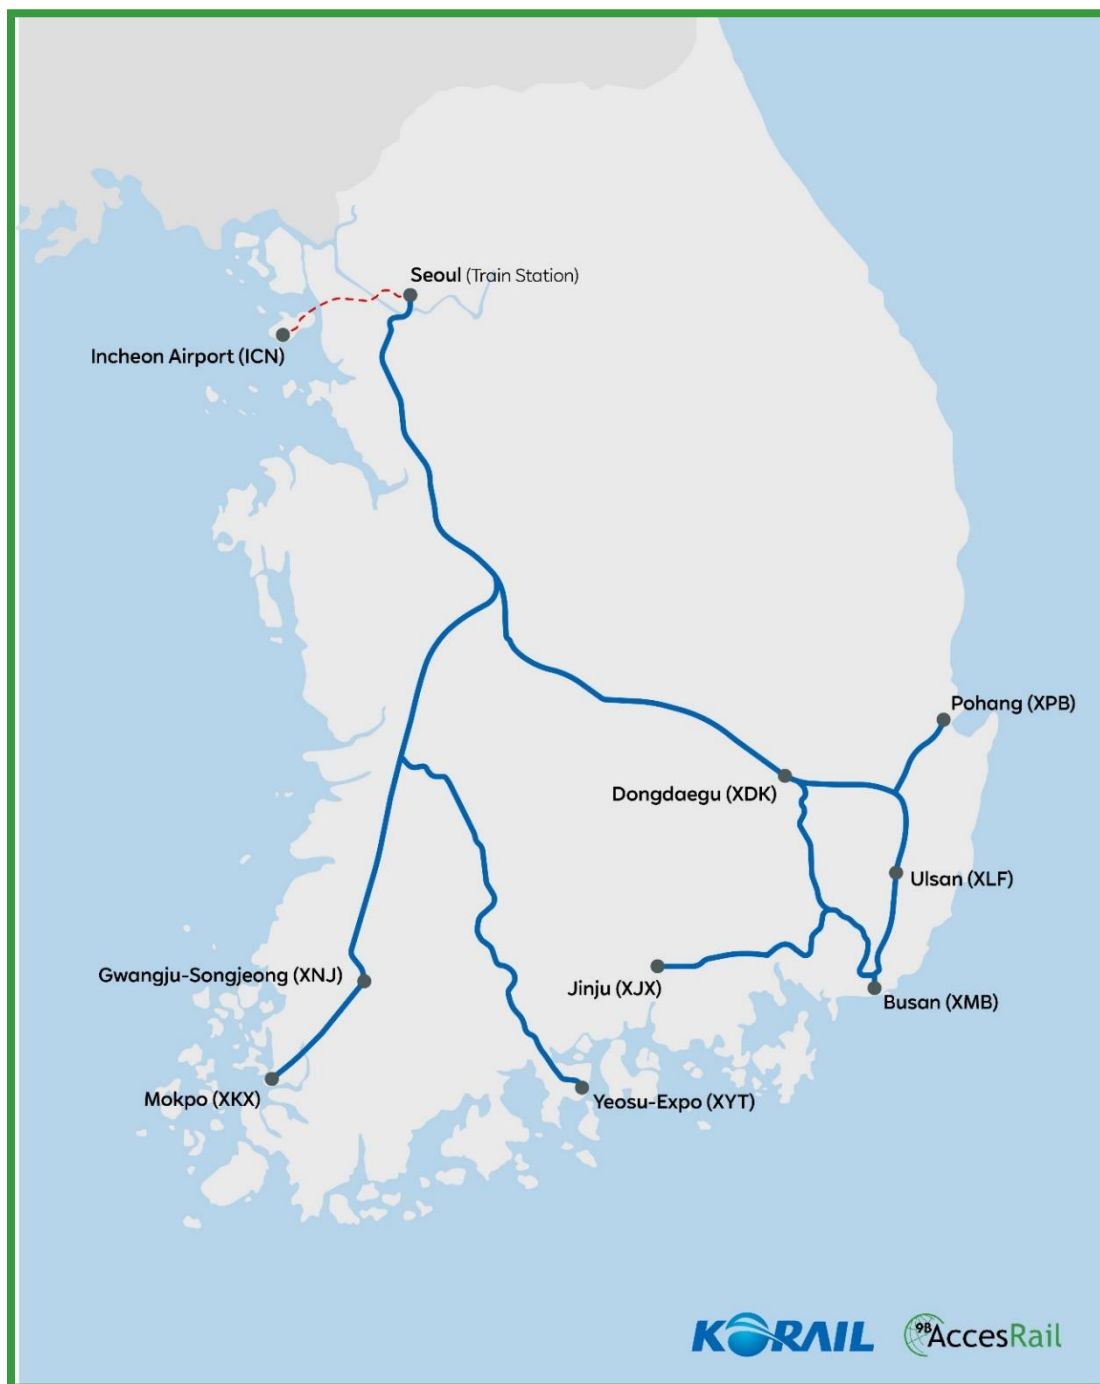 Seoul (Train Station)
Incheon Airport (ICN)
Pohang (XPB)
Dongdaegu (XDK)
Ulsan (XLF)
Gwangju-Songjeong (XNJ)
Jinju (XJX)
Busan (XMB)
Mokpo (XKX)
Yeosu-Expo (XYT)
KORAIL
9B AccesRail